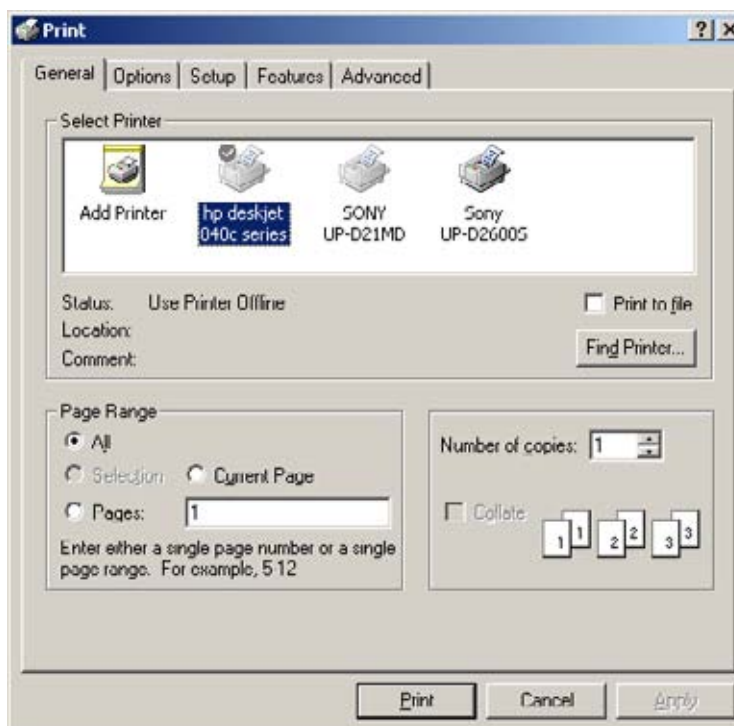 Print
General Options Setup Features Advanced
Select Printer
Add Printer
hp deskjet
040c series
SONY
UP-D21MD
Sony
UP-D2600S
Status: Use Printer Offline
Print to file
Location:
Find Printer...
Comment:
Page Range
All
Selection
Current Page
Pages: 1
Enter either a single page number or a single
page range. For example, 5-12
Number of copies: 1
Collate
1 1 2 2 3 3
Print Cancel Apply